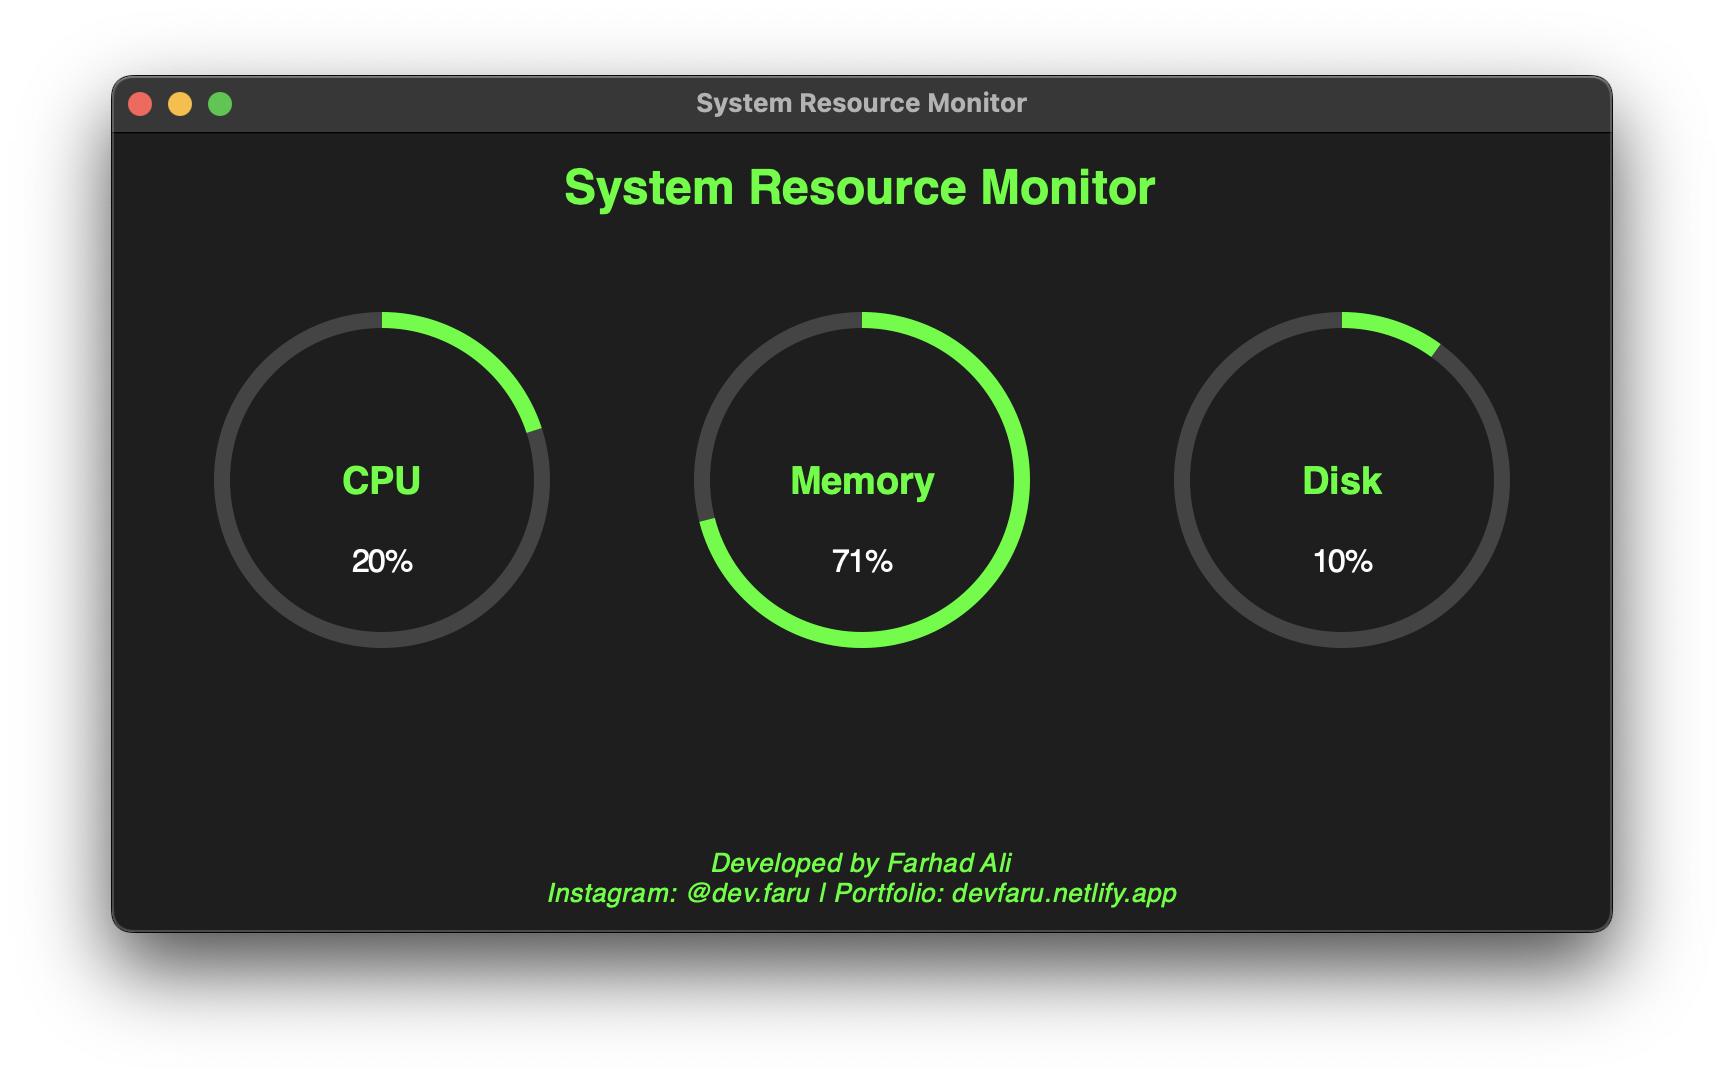 System Resource Monitor
System Resource Monitor
CPU
20%
Memory
71%
Disk
10%
Developed by Farhad Ali
Instagram: @dev.faru | Portfolio: devfaru.netlify.app